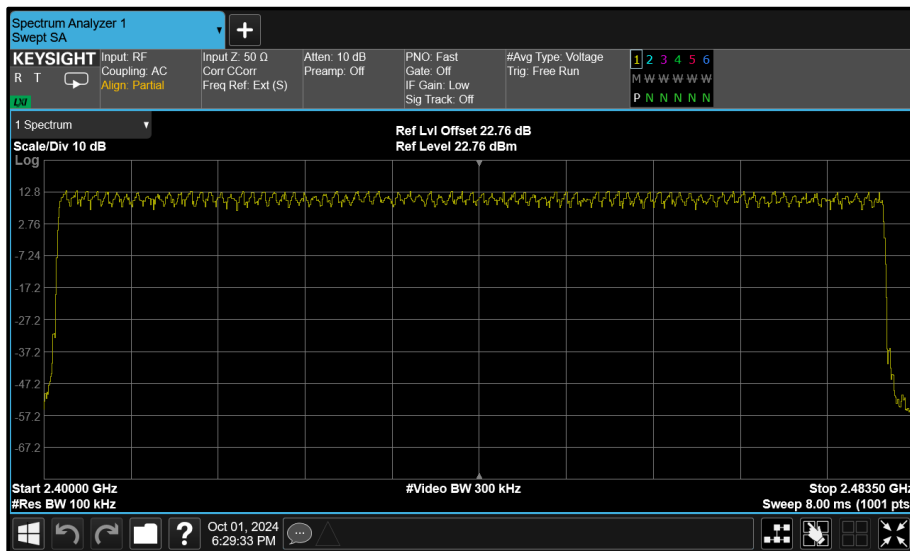 Spectrum Analyzer 1
Swept SA
+
KEYSIGHT
R T
LXI
Input: RF
Coupling: AC
Align: Partial
Input Z: 50 Ω
Corr CCorr
Freq Ref: Ext (S)
Atten: 10 dB
Preamp: Off
PNO: Fast
Gate: Off
IF Gain: Low
Sig Track: Off
#Avg Type: Voltage
Trig: Free Run
1 2 3 4 5 6
M W W W W W
P N N N N N
1 Spectrum
Scale/Div 10 dB
Ref Lvl Offset 22.76 dB
Ref Level 22.76 dBm
Log
12.8
2.76
-7.24
-17.2
-27.2
-37.2
-47.2
-57.2
-67.2
Start 2.40000 GHz
#Res BW 100 kHz
#Video BW 300 kHz
Stop 2.48350 GHz
Sweep 8.00 ms (1001 pts
?
Oct 01, 2024
6:29:33 PM